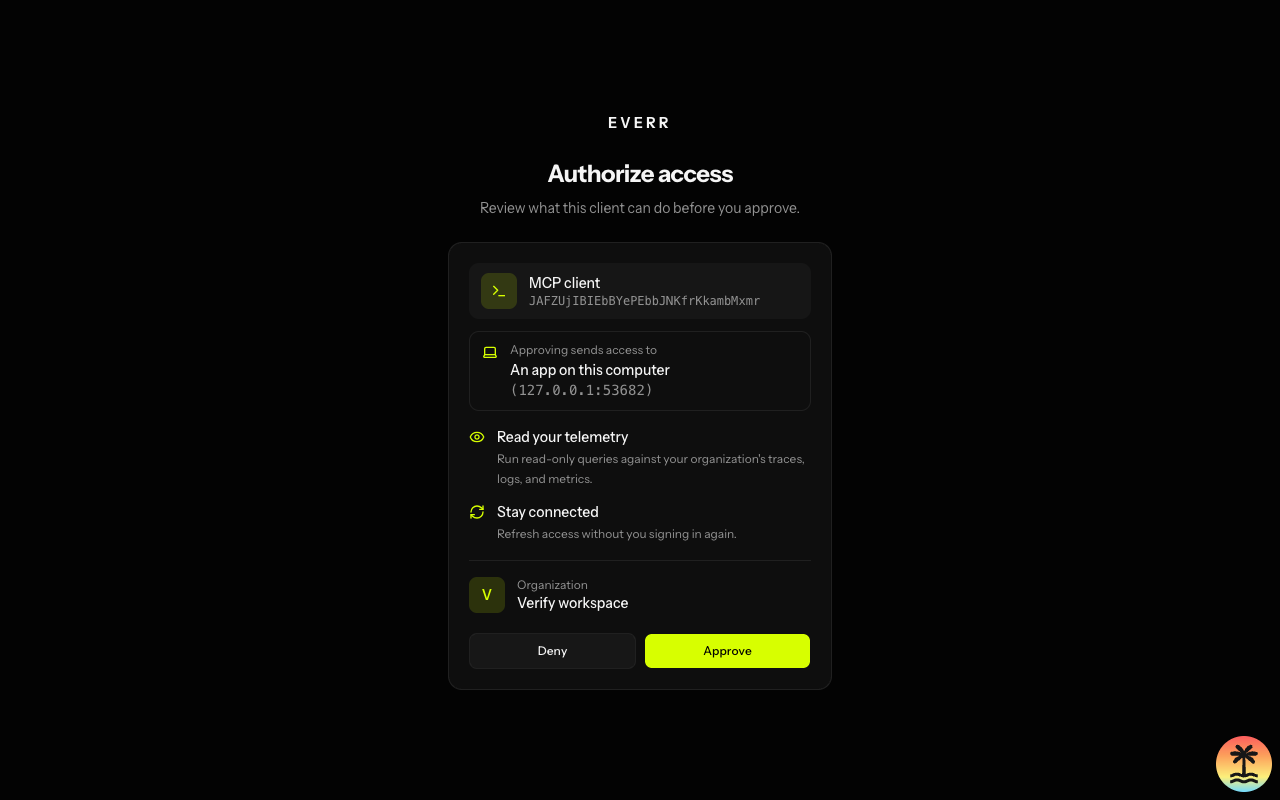 EVERR
Authorize access
Review what this client can do before you approve.
MCP client
JAFZUjIBIEbBYePEbbJNKfrKkambMxmr
Approving sends access to
An app on this computer
(127.0.0.1:53682)
Read your telemetry
Run read-only queries against your organization's traces,
logs, and metrics.
Stay connected
Refresh access without you signing in again.
V
Organization
Verify workspace
Deny
Approve